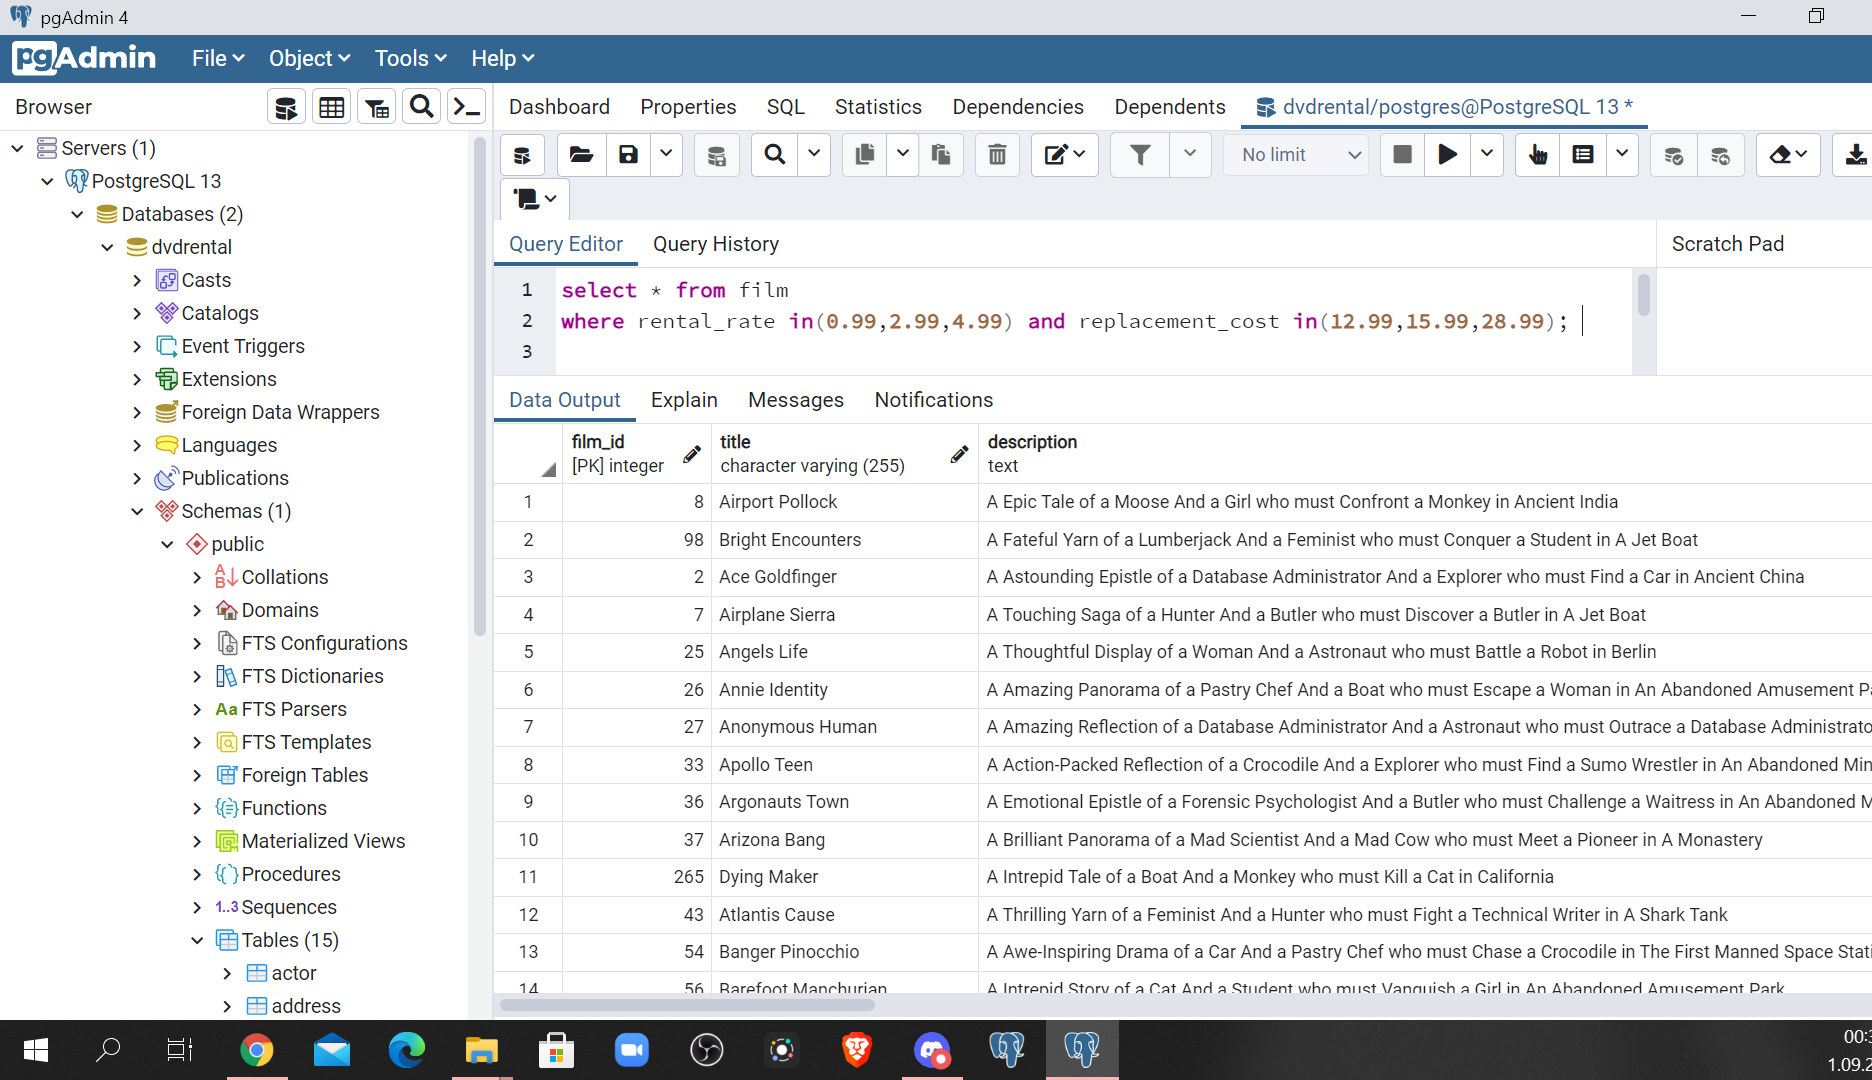 pgAdmin 4
pgAdmin File Object Tools Help
Browser
Dashboard Properties SQL Statistics Dependencies Dependents dvdrental/postgres@PostgreSQL 13 *
No limit
Servers (1)
PostgreSQL 13
Databases (2)
dvdrental
Casts
Catalogs
Event Triggers
Extensions
Foreign Data Wrappers
Languages
Publications
Schemas (1)
public
A
B Collations
Domains
FTS Configurations
FTS Dictionaries
Aa FTS Parsers
FTS Templates
Foreign Tables
Functions
Materialized Views
Procedures
1..3 Sequences
Tables (15)
actor
address
Query Editor Query History Scratch Pad
1 select * from film
2 where rental_rate in(0.99,2.99,4.99) and replacement_cost in(12.99,15.99,28.99);
3
Data Output Explain Messages Notifications
film_id title description
[PK] integer character varying (255) text
1 8 Airport Pollock A Epic Tale of a Moose And a Girl who must Confront a Monkey in Ancient India
2 98 Bright Encounters A Fateful Yarn of a Lumberjack And a Feminist who must Conquer a Student in A Jet Boat
3 2 Ace Goldfinger A Astounding Epistle of a Database Administrator And a Explorer who must Find a Car in Ancient China
4 7 Airplane Sierra A Touching Saga of a Hunter And a Butler who must Discover a Butler in A Jet Boat
5 25 Angels Life A Thoughtful Display of a Woman And a Astronaut who must Battle a Robot in Berlin
6 26 Annie Identity A Amazing Panorama of a Pastry Chef And a Boat who must Escape a Woman in An Abandoned Amusement
7 27 Anonymous Human A Amazing Reflection of a Database Administrator And a Astronaut who must Outrace a Database Administrato
8 33 Apollo Teen A Action-Packed Reflection of a Crocodile And a Explorer who must Find a Sumo Wrestler in An Abandoned Min
9 36 Argonauts Town A Emotional Epistle of a Forensic Psychologist And a Butler who must Challenge a Waitress in An Abandoned M
10 37 Arizona Bang A Brilliant Panorama of a Mad Scientist And a Mad Cow who must Meet a Pioneer in A Monastery
11 265 Dying Maker A Intrepid Tale of a Boat And a Monkey who must Kill a Cat in California
12 43 Atlantis Cause A Thrilling Yarn of a Feminist And a Hunter who must Fight a Technical Writer in A Shark Tank
13 54 Banger Pinocchio A Awe-Inspiring Drama of a Car And a Pastry Chef who must Chase a Crocodile in The First Manned Space Stati
14 56 Barefoot Manchurian A Intrepid Story of a Cat And a Student who must Vanquish a Girl in An Abandoned Amusement Park
00:3
1.09.2